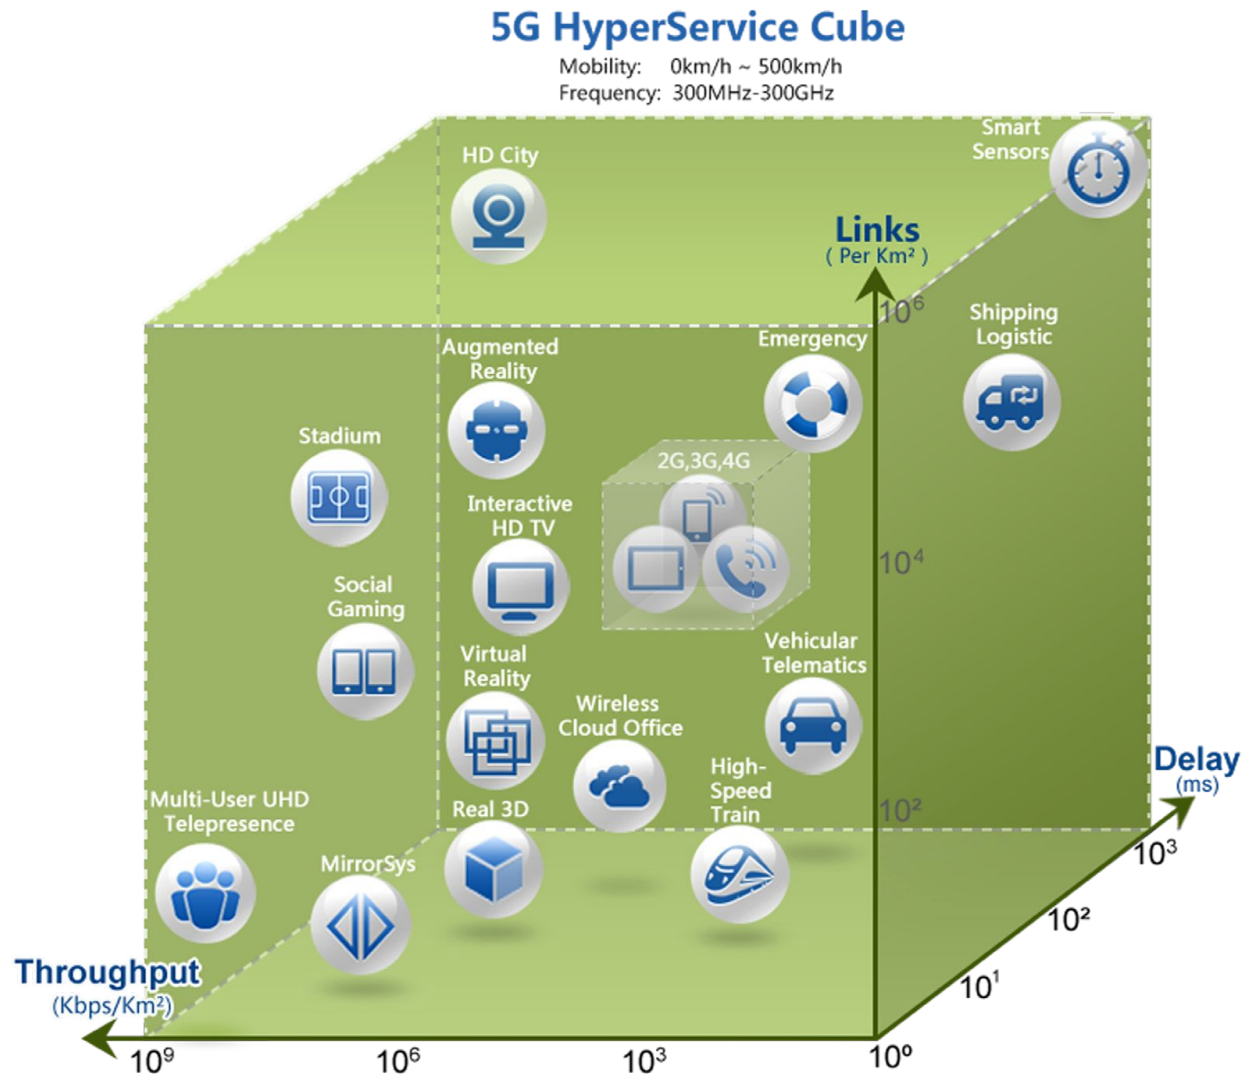 5G HyperService Cube
Mobility: 0km/h ~ 500km/h
Frequency: 300MHz-300GHz
Smart
Sensors
HD City
Links
( Per Km² )
10⁶
Shipping
Logistic
Emergency
Augmented
Reality
Stadium
2G,3G,4G
Interactive
HD TV
10⁴
Social
Gaming
Vehicular
Telematics
Virtual
Reality
Wireless
Cloud Office
High-
Speed
Train
Delay
(ms)
Multi-User UHD
Telepresence
Real 3D
10²
10³
MirrorSys
10²
Throughput
(Kbps/Km²)
10¹
10⁹
10⁶
10³
10⁰